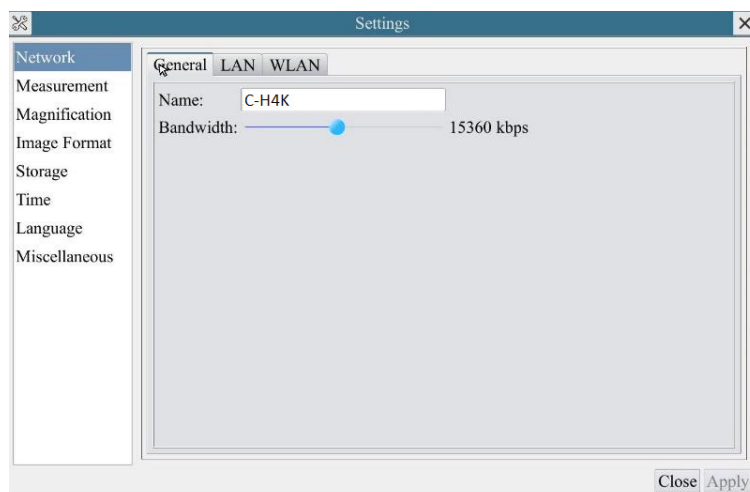 Settings
Network
Measurement
Magnification
Image Format
Storage
Time
Language
Miscellaneous
General LAN WLAN
Name: C-H4K
Bandwidth: 15360 kbps
Close Apply